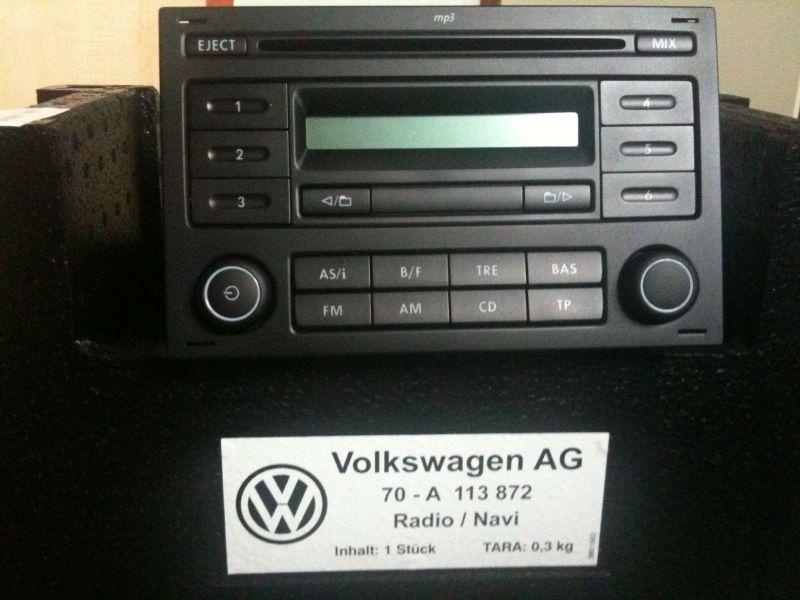 mp3
EJECT MIX
1 4
2 5
3 6
AS/i B/F TRE BAS
FM AM CD TP
Volkswagen AG
70 - A 113 872
Radio / Navi
Inhalt: 1 Stück TARA: 0,3 kg